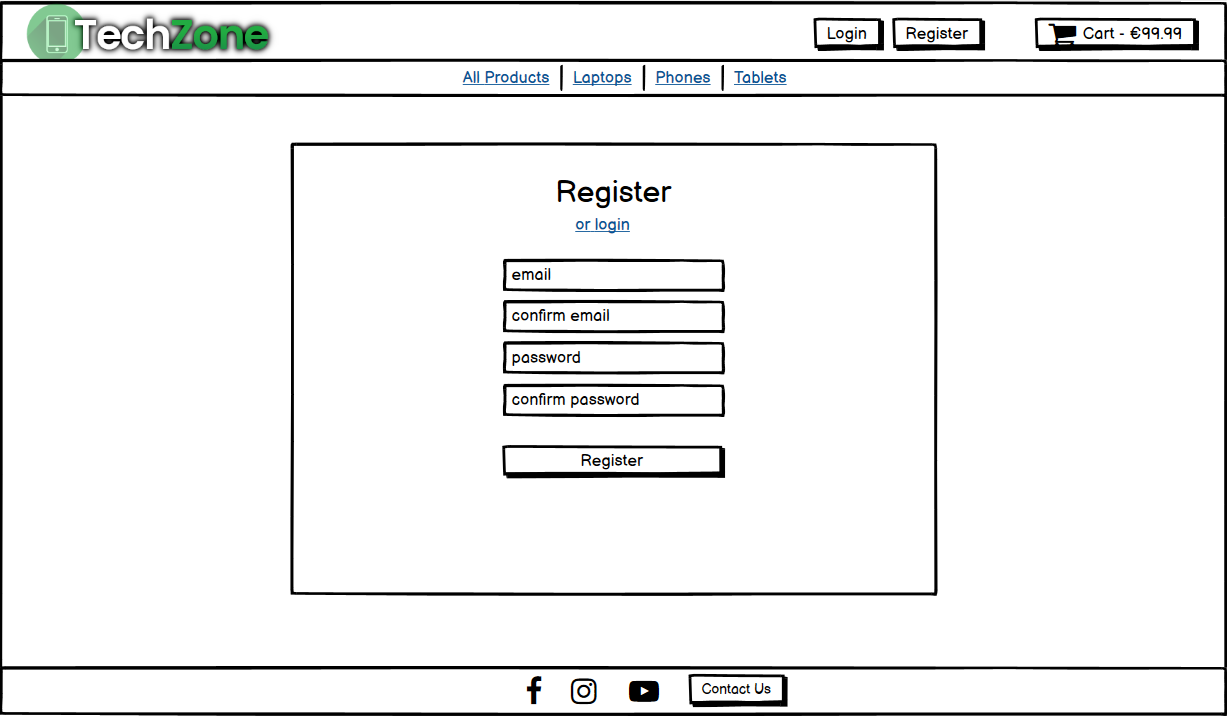 TechZone
Login
Register
Cart - €99.99
All Products
Laptops
Phones
Tablets
Register
or login
email
confirm email
password
confirm password
Register
Contact Us